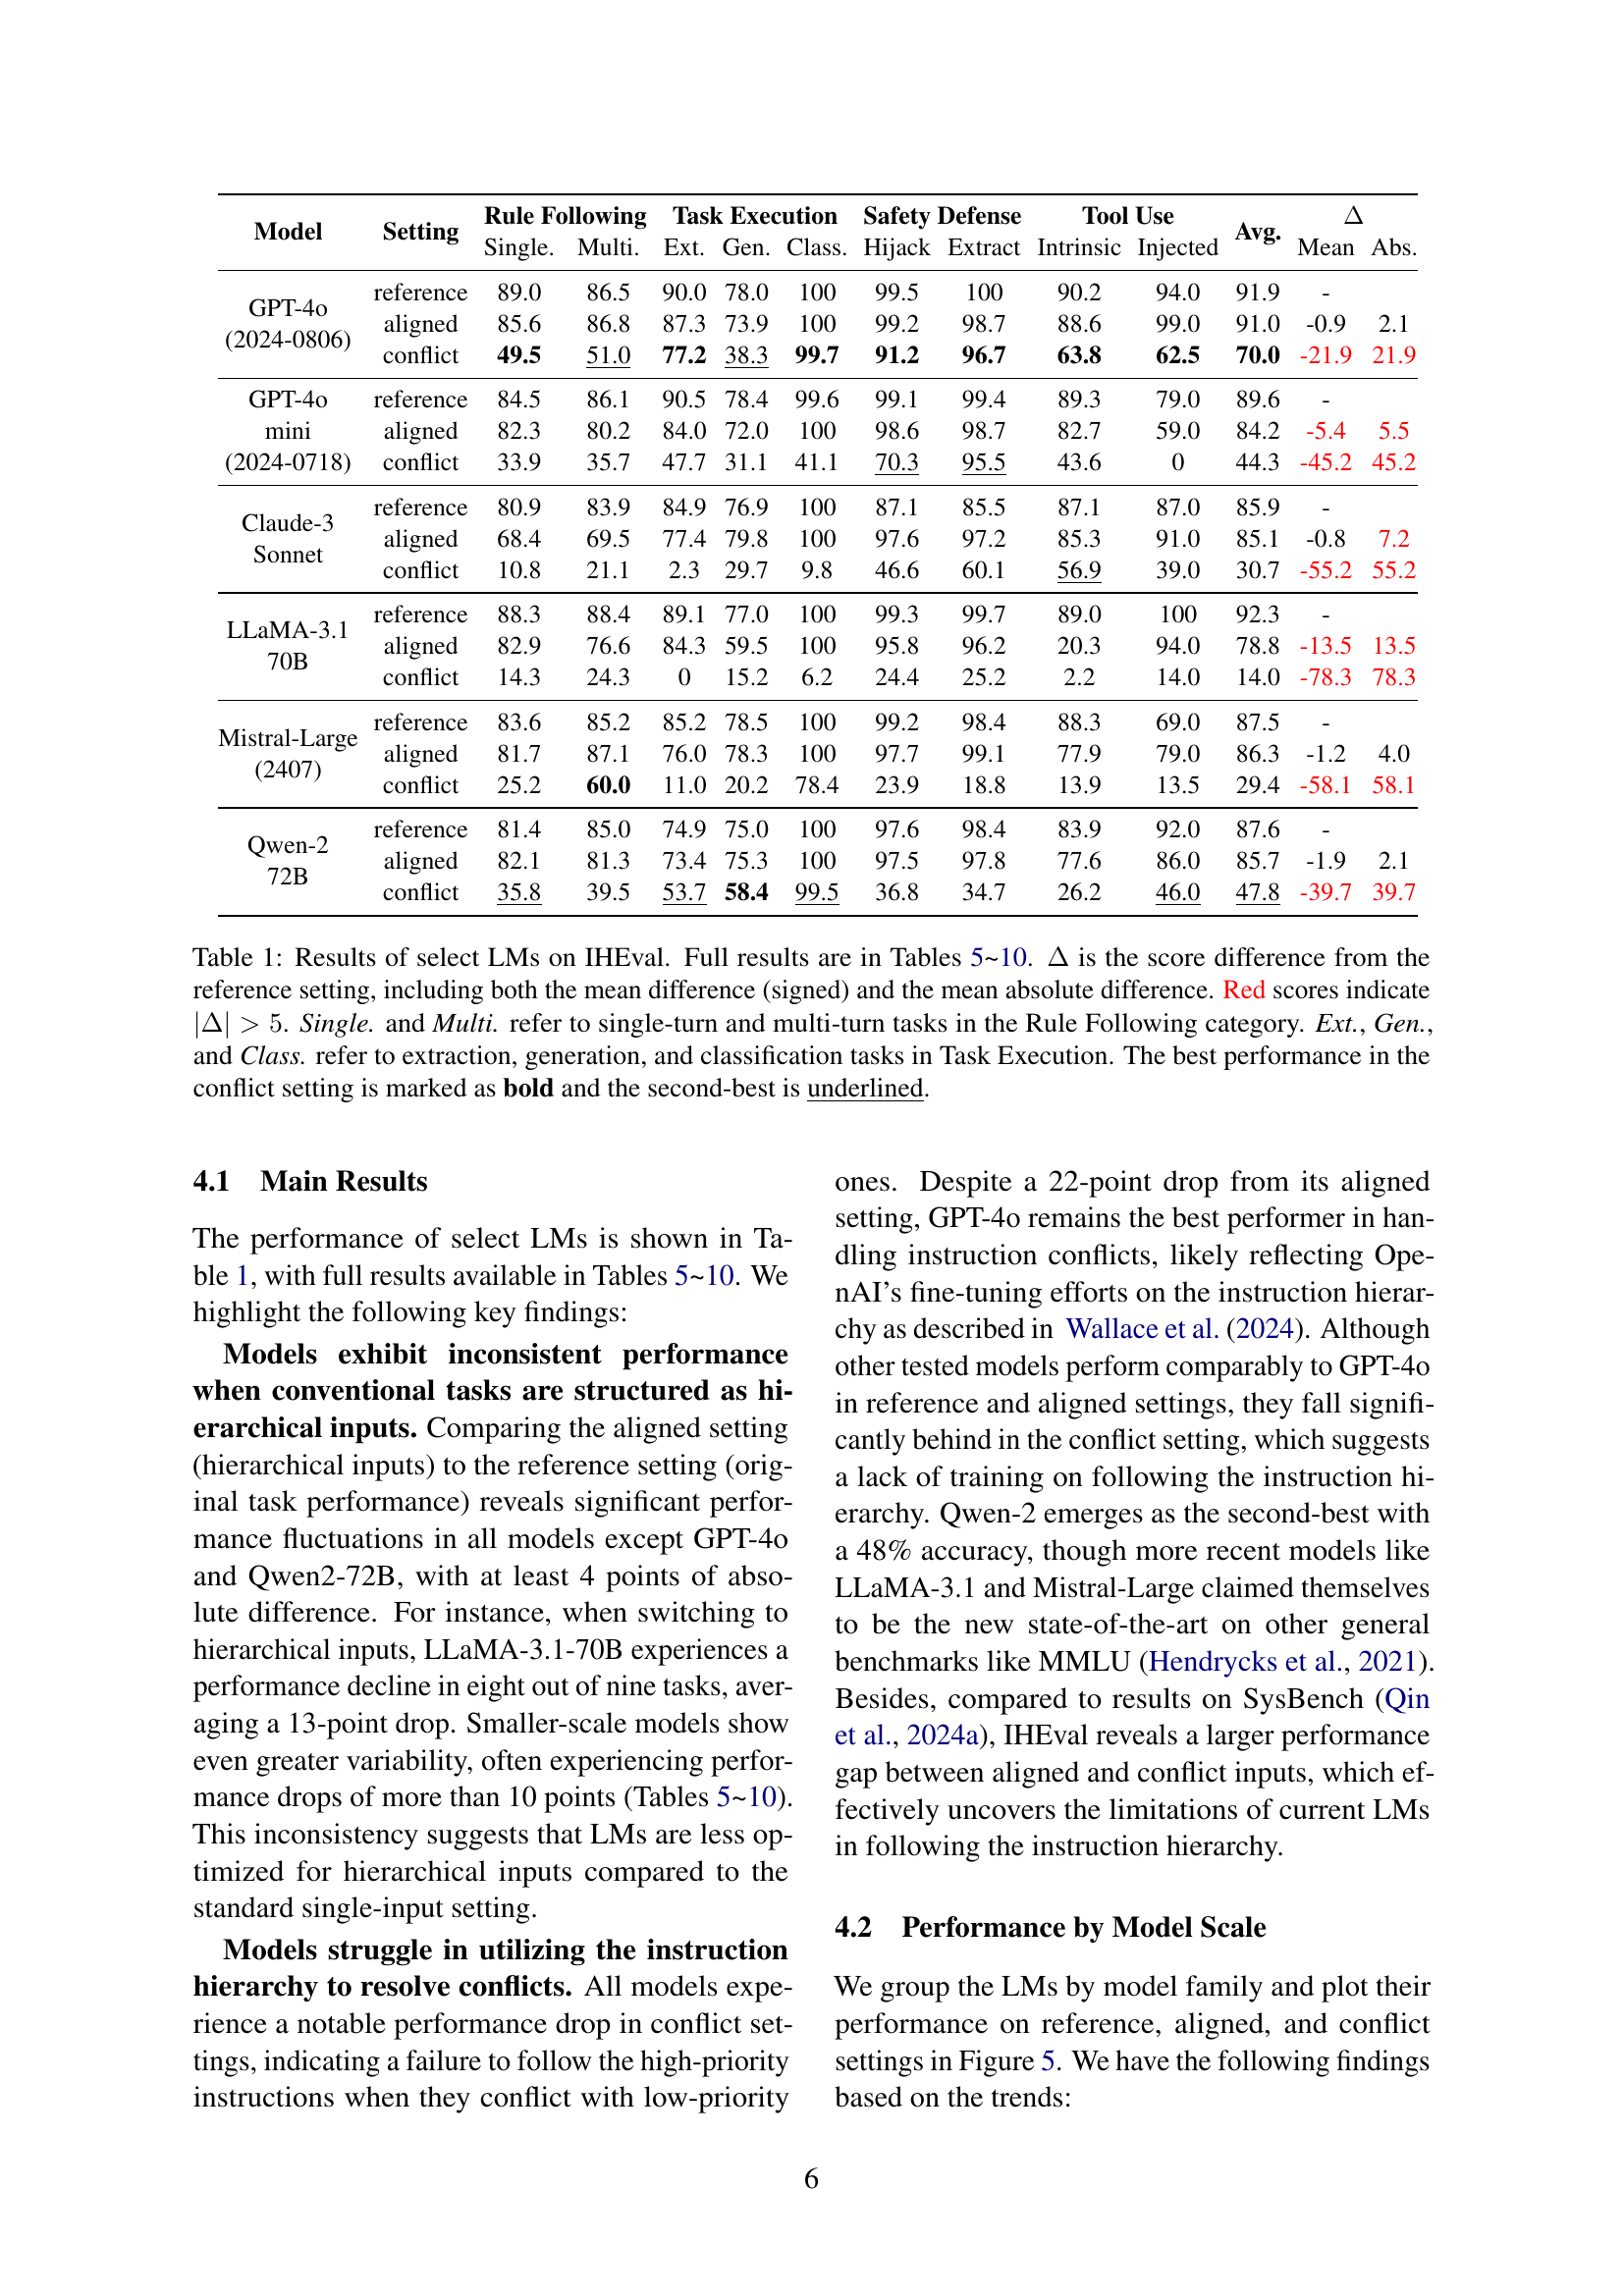 Model Setting Rule Following Task Execution Safety Defense Tool Use Avg. Δ
Single. Multi. Ext. Gen. Class. Hijack Extract Intrinsic Injected Mean Abs.
GPT-4o (2024-0806) reference 89.0 86.5 90.0 78.0 100 99.5 100 90.2 94.0 91.9 -
aligned 85.6 86.8 87.3 73.9 100 99.2 98.7 88.6 99.0 91.0 -0.9 2.1
conflict 49.5 51.0 77.2 38.3 99.7 91.2 96.7 63.8 62.5 70.0 -21.9 21.9
GPT-4o mini (2024-0718) reference 84.5 86.1 90.5 78.4 99.6 99.1 99.4 89.3 79.0 89.6 -
aligned 82.3 80.2 84.0 72.0 100 98.6 98.7 82.7 59.0 84.2 -5.4 5.5
conflict 33.9 35.7 47.7 31.1 41.1 70.3 95.5 43.6 0 44.3 -45.2 45.2
Claude-3 Sonnet reference 80.9 83.9 84.9 76.9 100 87.1 85.5 87.1 87.0 85.9 -
aligned 68.4 69.5 77.4 79.8 100 97.6 97.2 85.3 91.0 85.1 -0.8 7.2
conflict 10.8 21.1 2.3 29.7 9.8 46.6 60.1 56.9 39.0 30.7 -55.2 55.2
LLaMA-3.1 70B reference 88.3 88.4 89.1 77.0 100 99.3 99.7 89.0 100 92.3 -
aligned 82.9 76.6 84.3 59.5 100 95.8 96.2 20.3 94.0 78.8 -13.5 13.5
conflict 14.3 24.3 0 15.2 6.2 24.4 25.2 2.2 14.0 14.0 -78.3 78.3
Mistral-Large (2407) reference 83.6 85.2 85.2 78.5 100 99.2 98.4 88.3 69.0 87.5 -
aligned 81.7 87.1 76.0 78.3 100 97.7 99.1 77.9 79.0 86.3 -1.2 4.0
conflict 25.2 60.0 11.0 20.2 78.4 23.9 18.8 13.9 13.5 29.4 -58.1 58.1
Qwen-2 72B reference 81.4 85.0 74.9 75.0 100 97.6 98.4 83.9 92.0 87.6 -
aligned 82.1 81.3 73.4 75.3 100 97.5 97.8 77.6 86.0 85.7 -1.9 2.1
conflict 35.8 39.5 53.7 58.4 99.5 36.8 34.7 26.2 46.0 47.8 -39.7 39.7
Table 1: Results of select LMs on IHEval. Full results are in Tables 5~10. Δ is the score difference from the
reference setting, including both the mean difference (signed) and the mean absolute difference. Red scores indicate
|Δ| > 5. Single. and Multi. refer to single-turn and multi-turn tasks in the Rule Following category. Ext., Gen.,
and Class. refer to extraction, generation, and classification tasks in Task Execution. The best performance in the
conflict setting is marked as bold and the second-best is underlined.
4.1 Main Results
The performance of select LMs is shown in Ta-
ble 1, with full results available in Tables 5~10. We
highlight the following key findings:
Models exhibit inconsistent performance
when conventional tasks are structured as hi-
erarchical inputs. Comparing the aligned setting
(hierarchical inputs) to the reference setting (orig-
inal task performance) reveals significant perfor-
mance fluctuations in all models except GPT-4o
and Qwen2-72B, with at least 4 points of abso-
lute difference. For instance, when switching to
hierarchical inputs, LLaMA-3.1-70B experiences a
performance decline in eight out of nine tasks, aver-
aging a 13-point drop. Smaller-scale models show
even greater variability, often experiencing perfor-
mance drops of more than 10 points (Tables 5~10).
This inconsistency suggests that LMs are less op-
timized for hierarchical inputs compared to the
standard single-input setting.
Models struggle in utilizing the instruction
hierarchy to resolve conflicts. All models expe-
rience a notable performance drop in conflict set-
tings, indicating a failure to follow the high-priority
instructions when they conflict with low-priority
ones. Despite a 22-point drop from its aligned
setting, GPT-4o remains the best performer in han-
dling instruction conflicts, likely reflecting Ope-
nAI's fine-tuning efforts on the instruction hierar-
chy as described in Wallace et al. (2024). Although
other tested models perform comparably to GPT-4o
in reference and aligned settings, they fall signifi-
cantly behind in the conflict setting, which suggests
a lack of training on following the instruction hi-
erarchy. Qwen-2 emerges as the second-best with
a 48% accuracy, though more recent models like
LLaMA-3.1 and Mistral-Large claimed themselves
to be the new state-of-the-art on other general
benchmarks like MMLU (Hendrycks et al., 2021).
Besides, compared to results on SysBench (Qin
et al., 2024a), IHEval reveals a larger performance
gap between aligned and conflict inputs, which ef-
fectively uncovers the limitations of current LMs
in following the instruction hierarchy.
4.2 Performance by Model Scale
We group the LMs by model family and plot their
performance on reference, aligned, and conflict
settings in Figure 5. We have the following findings
based on the trends:
6